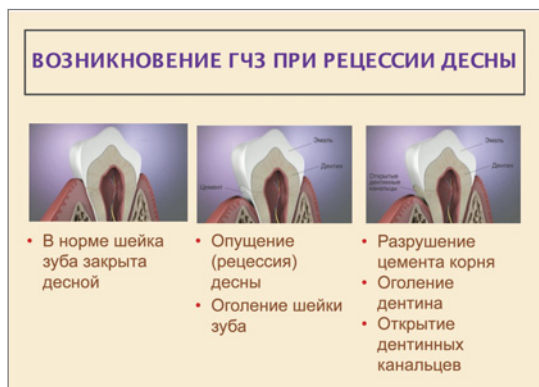 ВОЗНИКНОВЕНИЕ ГЧЗ ПРИ РЕЦЕССИИ ДЕСНЫ
Эмаль
Дентин
Цемент
Эмаль
Дентин
Открытые
дентинные
канальцы
• В норме шейка
зуба закрыта
десной
• Опущение
(рецессия)
десны
• Оголение шейки
зуба
• Разрушение
цемента корня
• Оголение
дентина
• Открытие
дентинных
канальцев